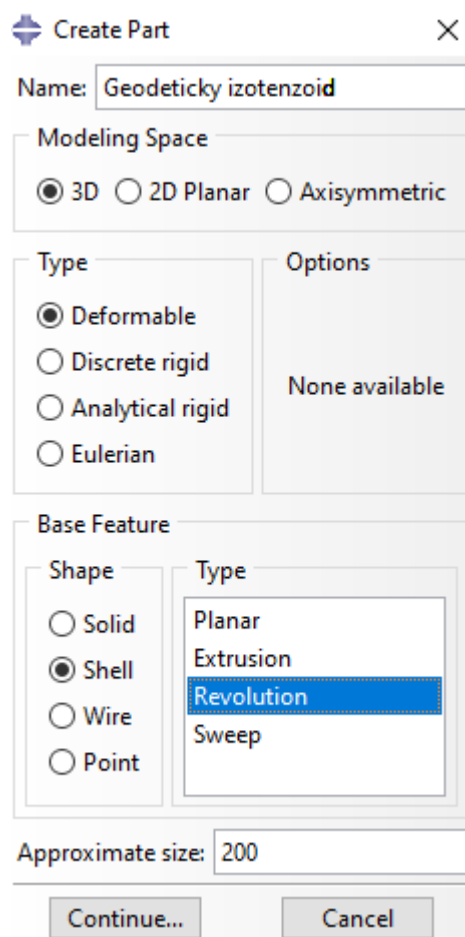 Create Part
Name: Geodeticky izotenzoid
Modeling Space
3D 2D Planar Axisymmetric
Type
Deformable
Discrete rigid
Analytical rigid
Eulerian
Options
None available
Base Feature
Shape
Solid
Shell
Wire
Point
Type
Planar
Extrusion
Revolution
Sweep
Approximate size: 200
Continue... Cancel